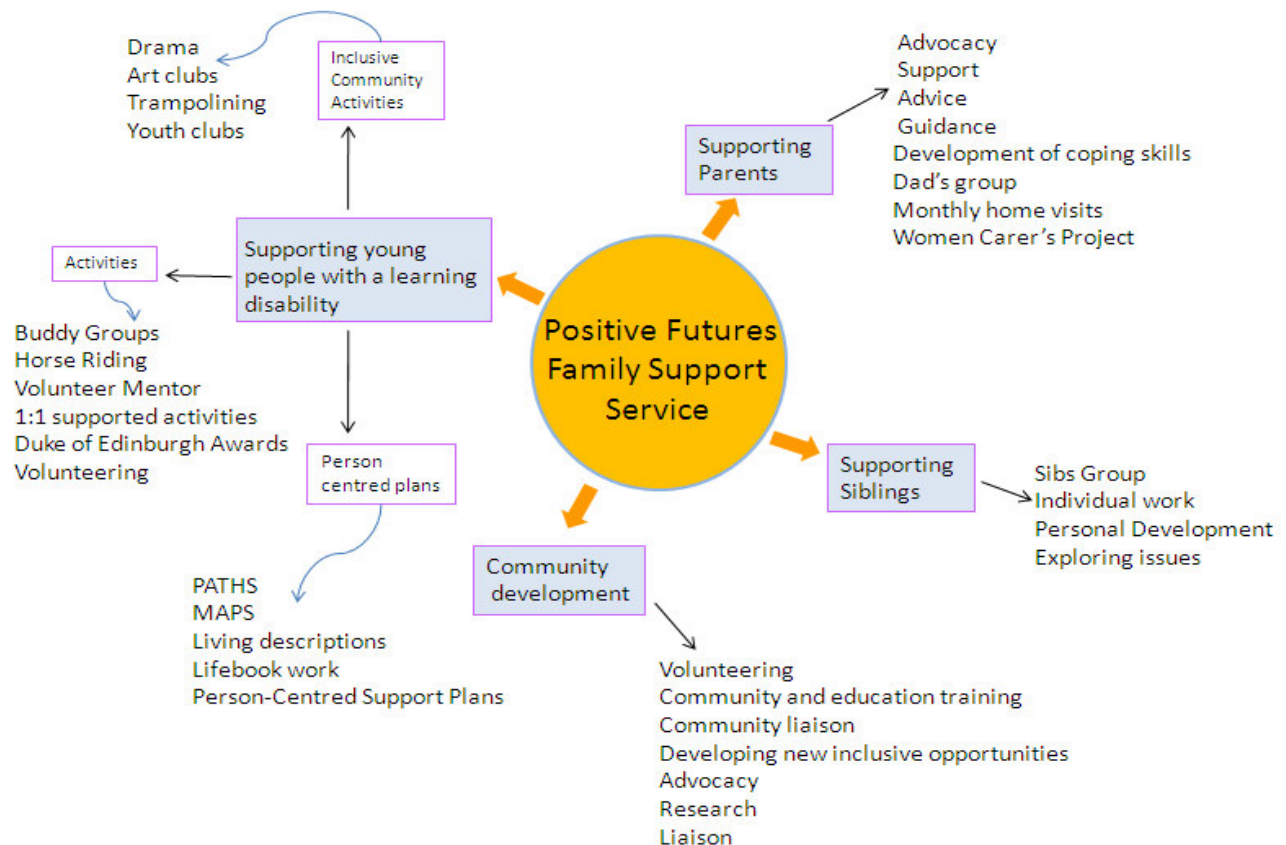 Drama
Art clubs
Trampolining
Youth clubs
Inclusive
Community
Activities
Advocacy
Support
Advice
Guidance
Development of coping skills
Dad's group
Monthly home visits
Women Carer's Project
Supporting
Parents
Supporting young
people with a learning
disability
Activities
Buddy Groups
Horse Riding
Volunteer Mentor
1:1 supported activities
Duke of Edinburgh Awards
Volunteering
Positive Futures
Family Support
Service
Person
centred plans
Supporting
Siblings
Sibs Group
Individual work
Personal Development
Exploring issues
Community
development
PATHS
MAPS
Living descriptions
Lifebook work
Person-Centred Support Plans
Volunteering
Community and education training
Community liaison
Developing new inclusive opportunities
Advocacy
Research
Liaison